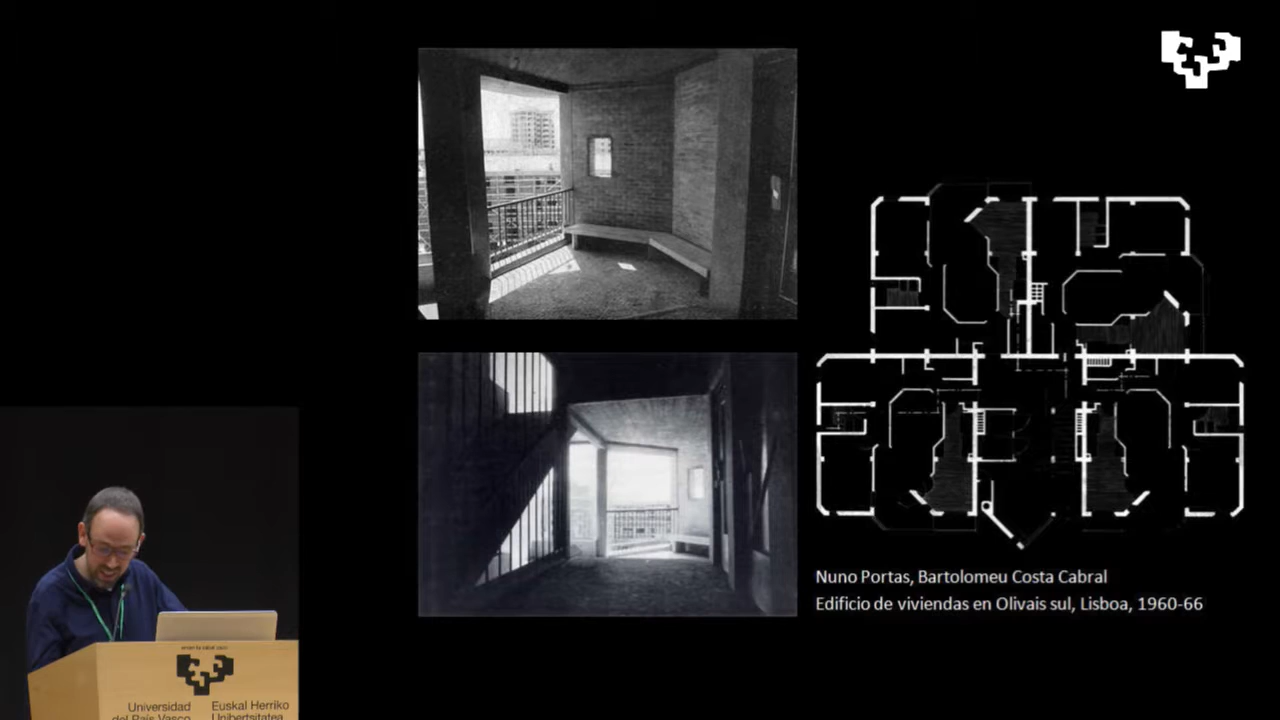 Nuno Portas, Bartolomeu Costa Cabral
Edificio de viviendas en Olivais sul, Lisboa, 1960-66
Universidad
del País Vasco
Euskal Herriko
Unibertsitatea